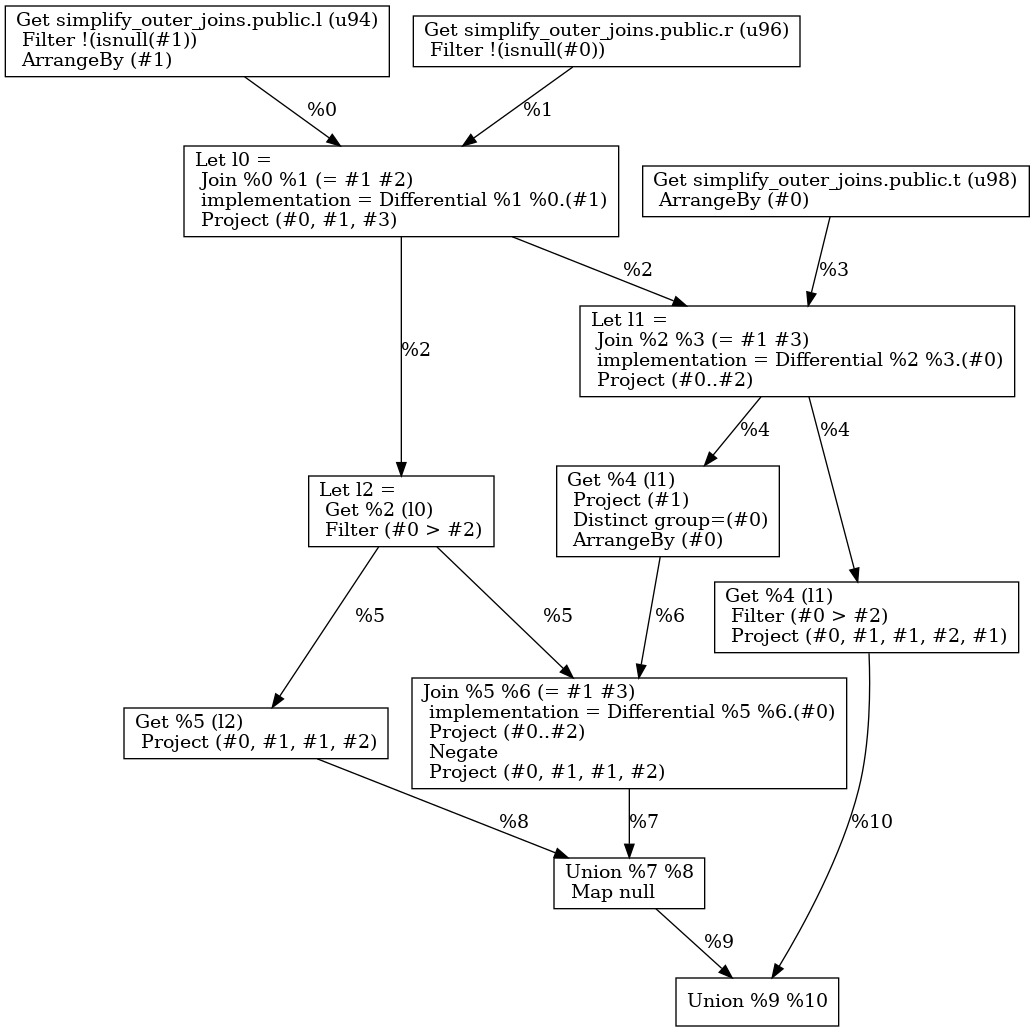 Get simplify_outer_joins.public.l (u94)
Filter !(isnull(#1))
ArrangeBy (#1)
Get simplify_outer_joins.public.r (u96)
Filter !(isnull(#0))
%0
%1
Let l0 =
Join %0 %1 (= #1 #2)
implementation = Differential %1 %0.(#1)
Project (#0, #1, #3)
Get simplify_outer_joins.public.t (u98)
ArrangeBy (#0)
%2
%3
Let l1 =
Join %2 %3 (= #1 #3)
implementation = Differential %2 %3.(#0)
Project (#0..#2)
%2
%4
%4
Let l2 =
Get %2 (l0)
Filter (#0 > #2)
Get %4 (l1)
Project (#1)
Distinct group=(#0)
ArrangeBy (#0)
Get %4 (l1)
Filter (#0 > #2)
Project (#0, #1, #1, #2, #1)
%5
%5
%6
Get %5 (l2)
Project (#0, #1, #1, #2)
Join %5 %6 (= #1 #3)
implementation = Differential %5 %6.(#0)
Project (#0..#2)
Negate
Project (#0, #1, #1, #2)
%8
%7
%10
Union %7 %8
Map null
%9
Union %9 %10